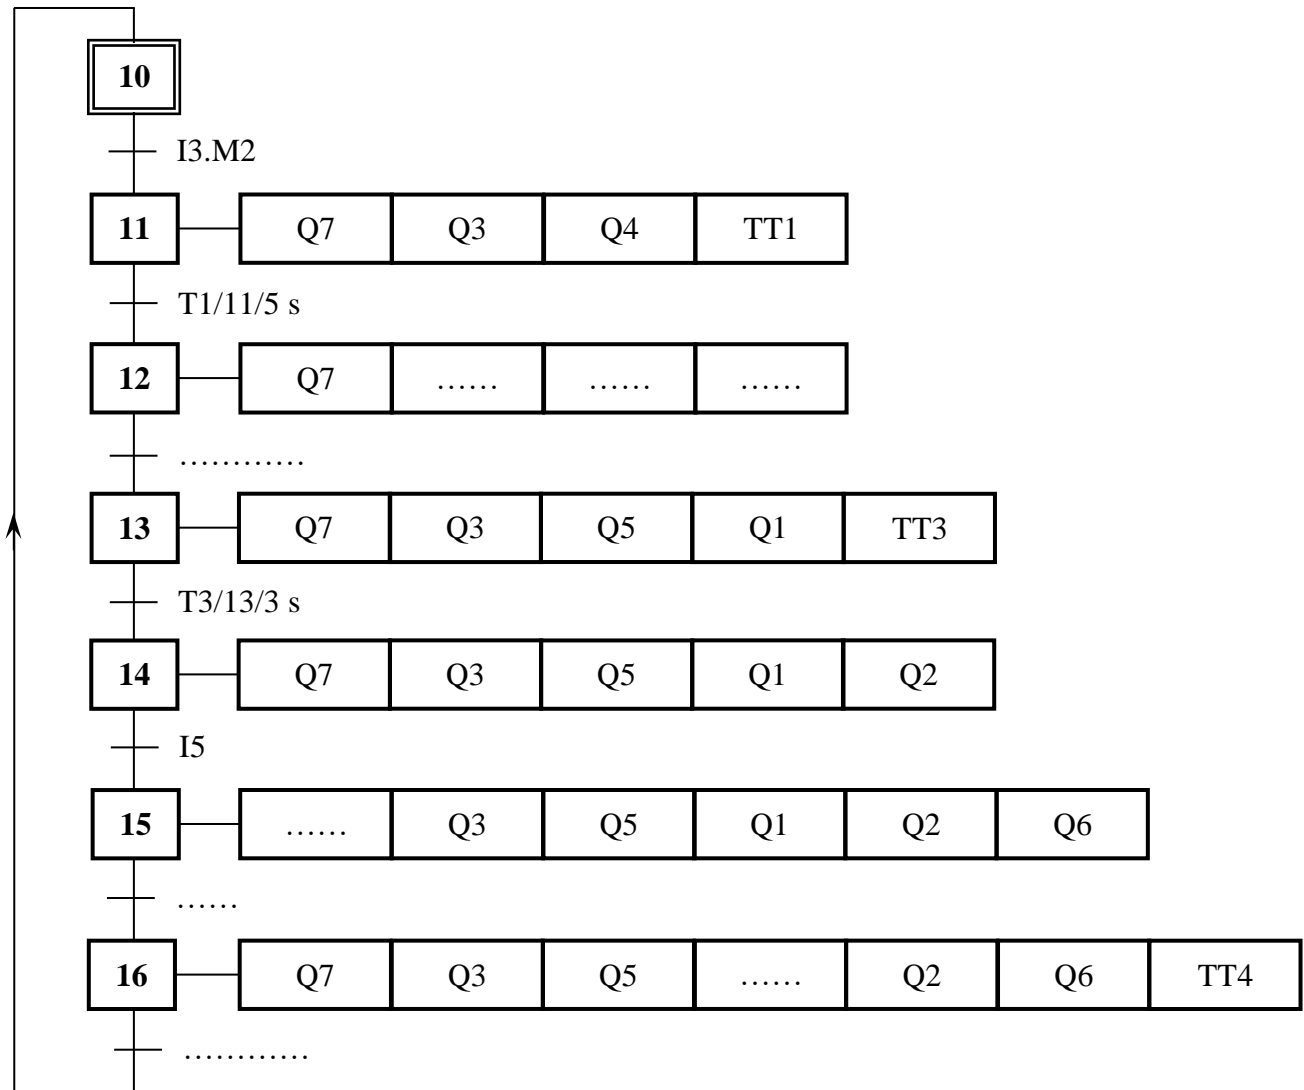 10
I3.M2
11 Q7 Q3 Q4 TT1
T1/11/5 s
12 Q7 …… …… ……
…………
13 Q7 Q3 Q5 Q1 TT3
T3/13/3 s
14 Q7 Q3 Q5 Q1 Q2
I5
15 …… Q3 Q5 Q1 Q2 Q6
……
16 Q7 Q3 Q5 …… Q2 Q6 TT4
…………